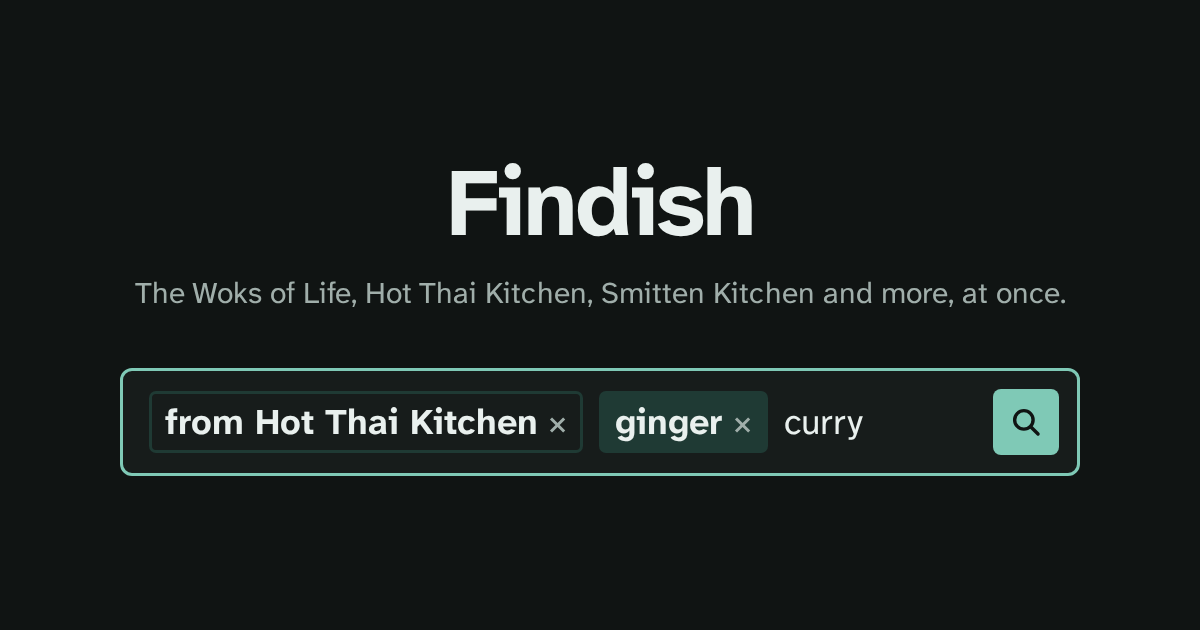 Findish
The Woks of Life, Hot Thai Kitchen, Smitten Kitchen and more, at once.
from Hot Thai Kitchen × ginger × curry